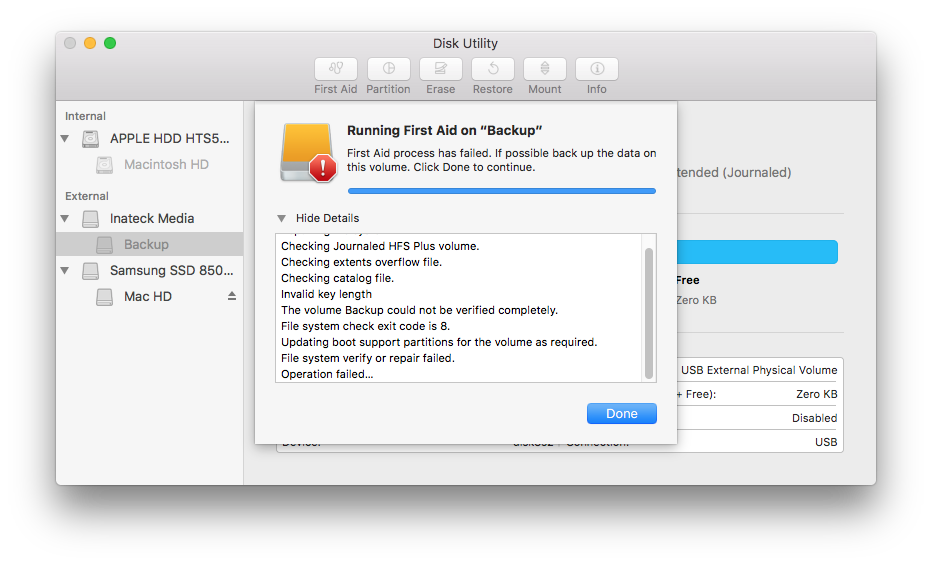 Disk Utility
First Aid
Partition
Erase
Restore
Mount
Info
Internal
APPLE HDD HTS5...
Macintosh HD
External
Inateck Media
Backup
Samsung SSD 850...
Mac HD
Running First Aid on “Backup”
First Aid process has failed. If possible back up the data on
this volume. Click Done to continue.
Hide Details
Checking Journaled HFS Plus volume.
Checking extents overflow file.
Checking catalog file.
Invalid key length
The volume Backup could not be verified completely.
File system check exit code is 8.
Updating boot support partitions for the volume as required.
File system verify or repair failed.
Operation failed...
Done
(Journaled)
Free
Zero KB
USB External Physical Volume
+ Free):
Zero KB
Disabled
USB